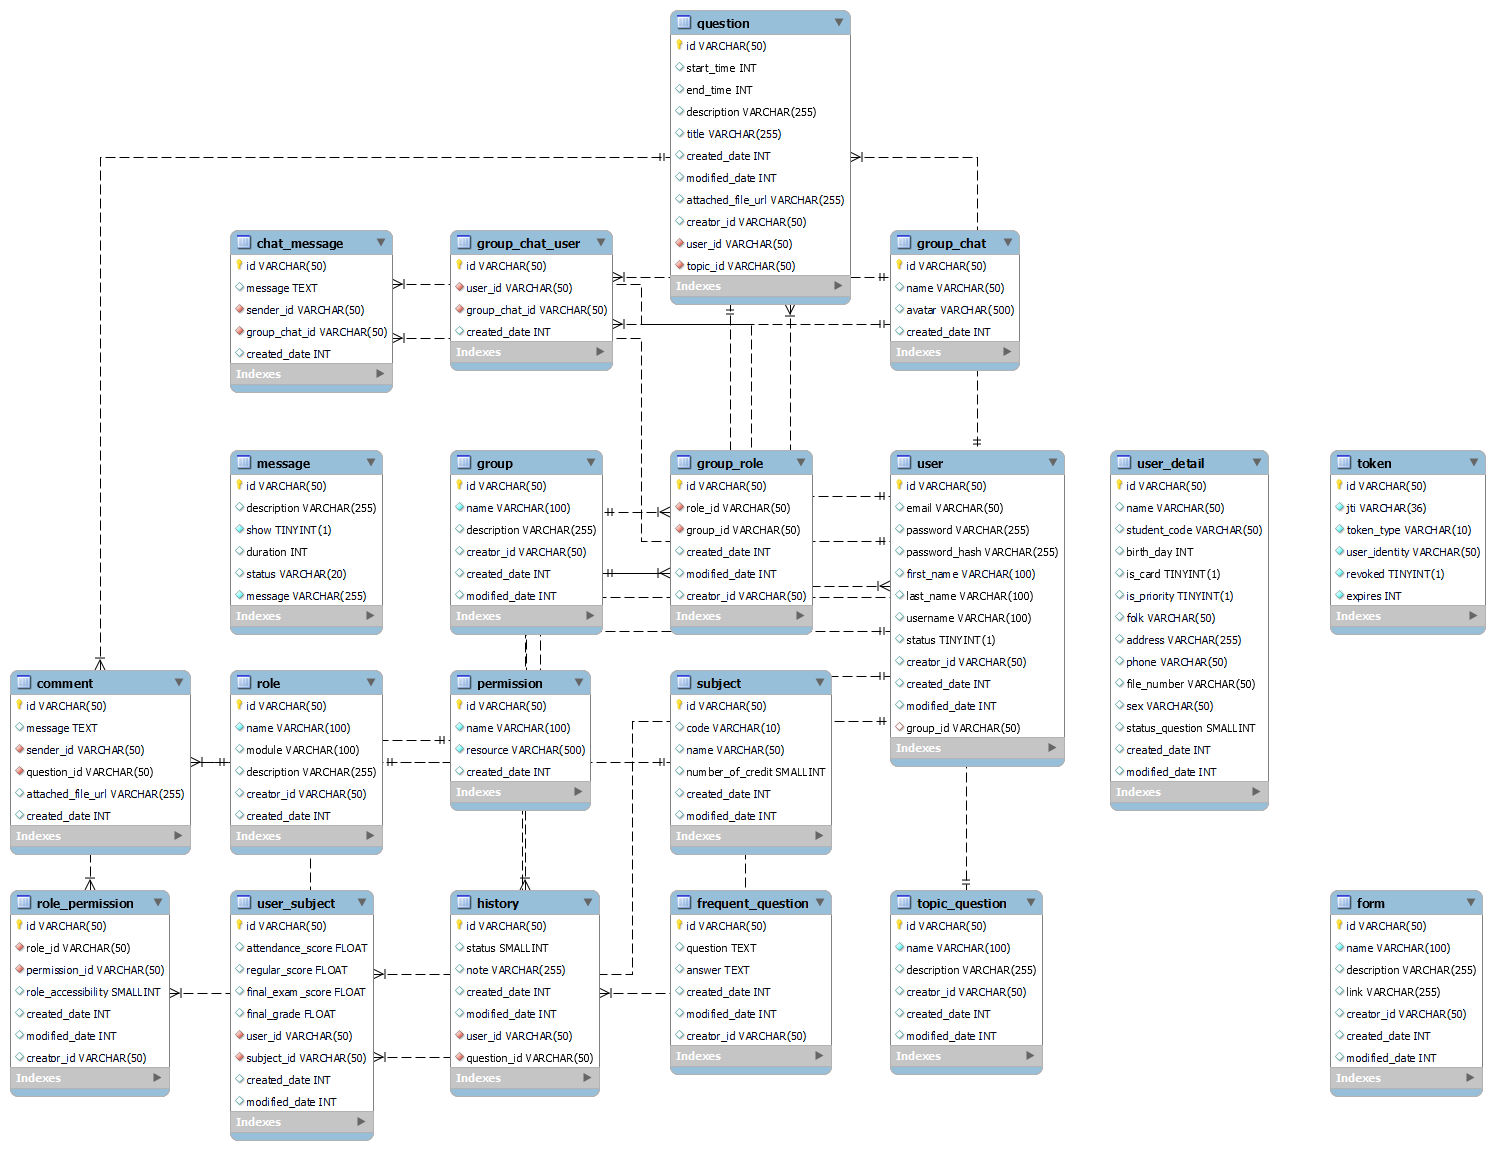 question
id VARCHAR(50)
start_time INT
end_time INT
description VARCHAR(255)
title VARCHAR(255)
created_date INT
modified_date INT
attached_file_url VARCHAR(255)
creator_id VARCHAR(50)
user_id VARCHAR(50)
topic_id VARCHAR(50)
Indexes
chat_message
id VARCHAR(50)
message TEXT
sender_id VARCHAR(50)
group_chat_id VARCHAR(50)
created_date INT
Indexes
group_chat_user
id VARCHAR(50)
user_id VARCHAR(50)
group_chat_id VARCHAR(50)
created_date INT
Indexes
group_chat
id VARCHAR(50)
name VARCHAR(50)
avatar VARCHAR(500)
created_date INT
Indexes
message
id VARCHAR(50)
description VARCHAR(255)
show TINYINT(1)
duration INT
status VARCHAR(20)
message VARCHAR(255)
Indexes
group
id VARCHAR(50)
name VARCHAR(100)
description VARCHAR(255)
creator_id VARCHAR(50)
created_date INT
modified_date INT
Indexes
group_role
id VARCHAR(50)
role_id VARCHAR(50)
group_id VARCHAR(50)
created_date INT
modified_date INT
creator_id VARCHAR(50)
Indexes
user
id VARCHAR(50)
email VARCHAR(50)
password VARCHAR(255)
password_hash VARCHAR(255)
first_name VARCHAR(100)
last_name VARCHAR(100)
username VARCHAR(100)
status TINYINT(1)
creator_id VARCHAR(50)
created_date INT
modified_date INT
group_id VARCHAR(50)
Indexes
user_detail
id VARCHAR(50)
name VARCHAR(50)
student_code VARCHAR(50)
birth_day INT
is_card TINYINT(1)
is_priority TINYINT(1)
folk VARCHAR(50)
address VARCHAR(255)
phone VARCHAR(50)
file_number VARCHAR(50)
sex VARCHAR(50)
status_question SMALLINT
created_date INT
modified_date INT
Indexes
token
id VARCHAR(50)
jti VARCHAR(36)
token_type VARCHAR(10)
user_identity VARCHAR(50)
revoked TINYINT(1)
expires INT
Indexes
comment
id VARCHAR(50)
message TEXT
sender_id VARCHAR(50)
question_id VARCHAR(50)
attached_file_url VARCHAR(255)
created_date INT
Indexes
role
id VARCHAR(50)
name VARCHAR(100)
module VARCHAR(100)
description VARCHAR(255)
creator_id VARCHAR(50)
created_date INT
Indexes
permission
id VARCHAR(50)
name VARCHAR(100)
resource VARCHAR(500)
created_date INT
Indexes
subject
id VARCHAR(50)
code VARCHAR(10)
name VARCHAR(50)
number_of_credit SMALLINT
created_date INT
modified_date INT
Indexes
role_permission
id VARCHAR(50)
role_id VARCHAR(50)
permission_id VARCHAR(50)
role_accessibility SMALLINT
created_date INT
modified_date INT
creator_id VARCHAR(50)
Indexes
user_subject
id VARCHAR(50)
attendance_score FLOAT
regular_score FLOAT
final_exam_score FLOAT
final_grade FLOAT
user_id VARCHAR(50)
subject_id VARCHAR(50)
created_date INT
modified_date INT
Indexes
history
id VARCHAR(50)
status SMALLINT
note VARCHAR(255)
created_date INT
modified_date INT
user_id VARCHAR(50)
question_id VARCHAR(50)
Indexes
frequent_question
id VARCHAR(50)
question TEXT
answer TEXT
created_date INT
modified_date INT
creator_id VARCHAR(50)
Indexes
topic_question
id VARCHAR(50)
name VARCHAR(100)
description VARCHAR(255)
creator_id VARCHAR(50)
created_date INT
modified_date INT
Indexes
form
id VARCHAR(50)
name VARCHAR(100)
description VARCHAR(255)
link VARCHAR(255)
creator_id VARCHAR(50)
created_date INT
modified_date INT
Indexes